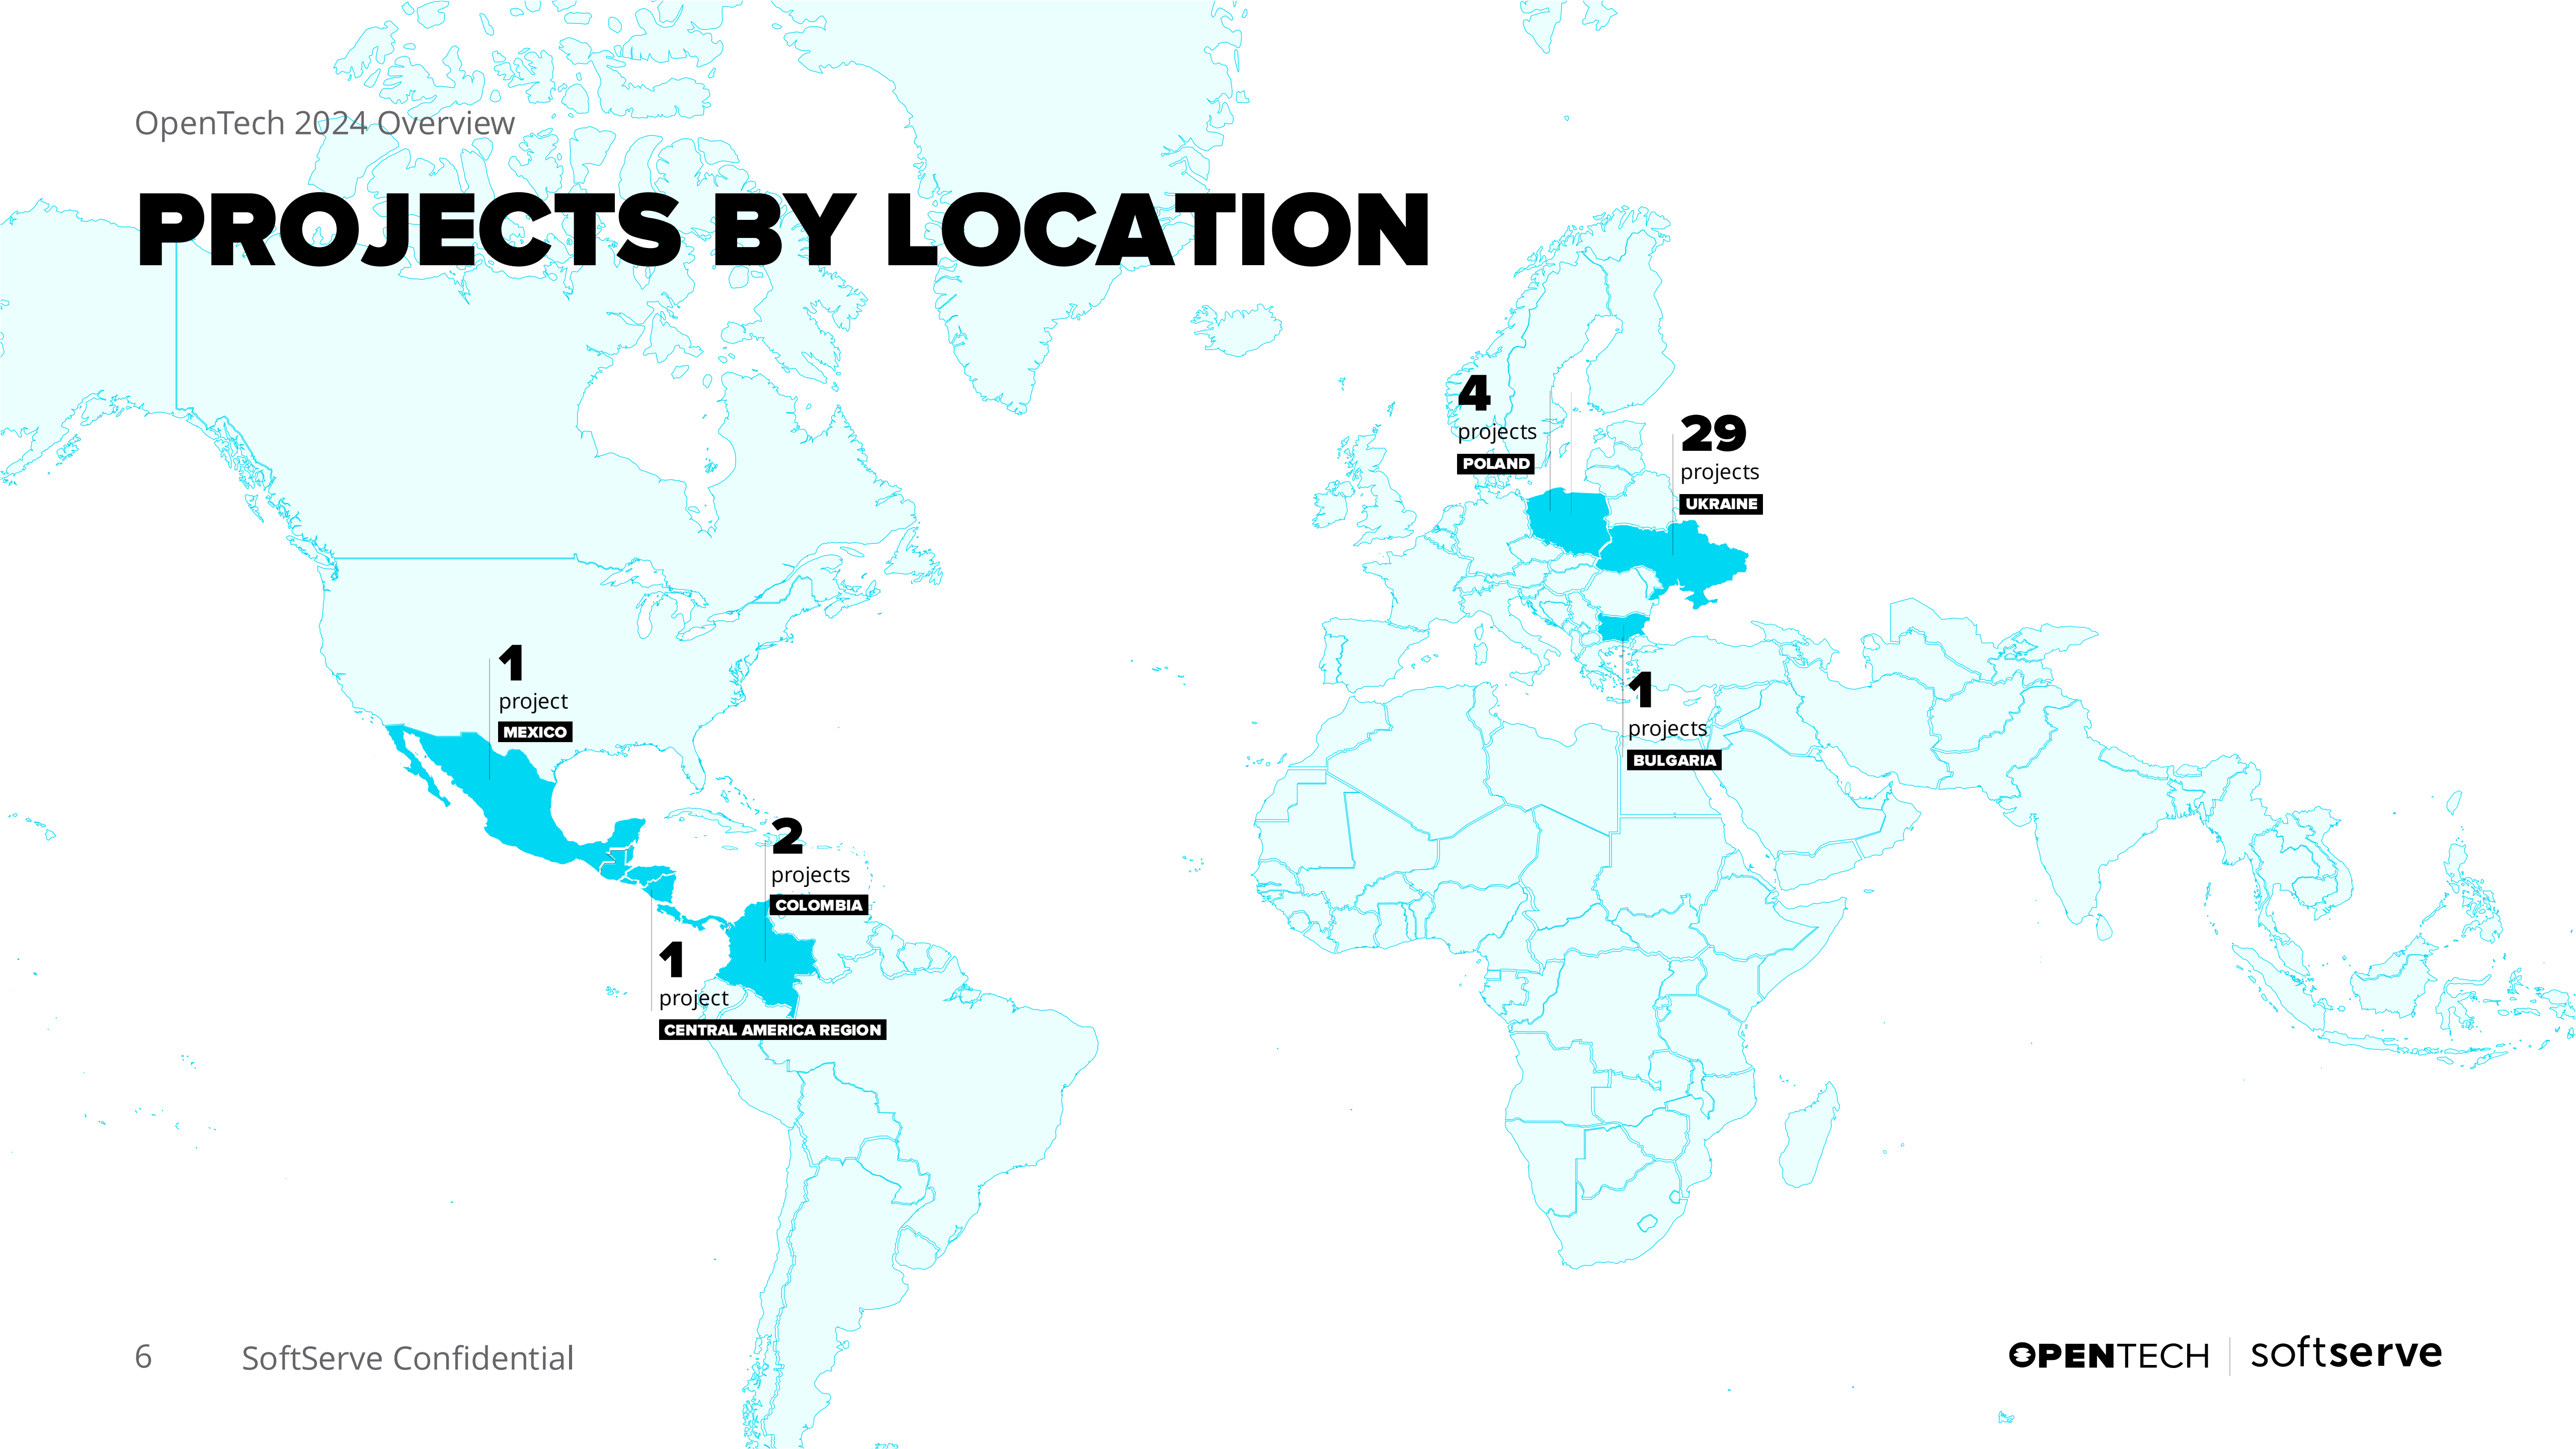 OpenTech 2024 Overview
PROJECTS BY LOCATION
4
projects
POLAND
29
projects
UKRAINE
1
project
MEXICO
1
projects
BULGARIA
2
projects
COLOMBIA
1
project
CENTRAL AMERICA REGION
6
SoftServe Confidential
OPENTECH
softserve